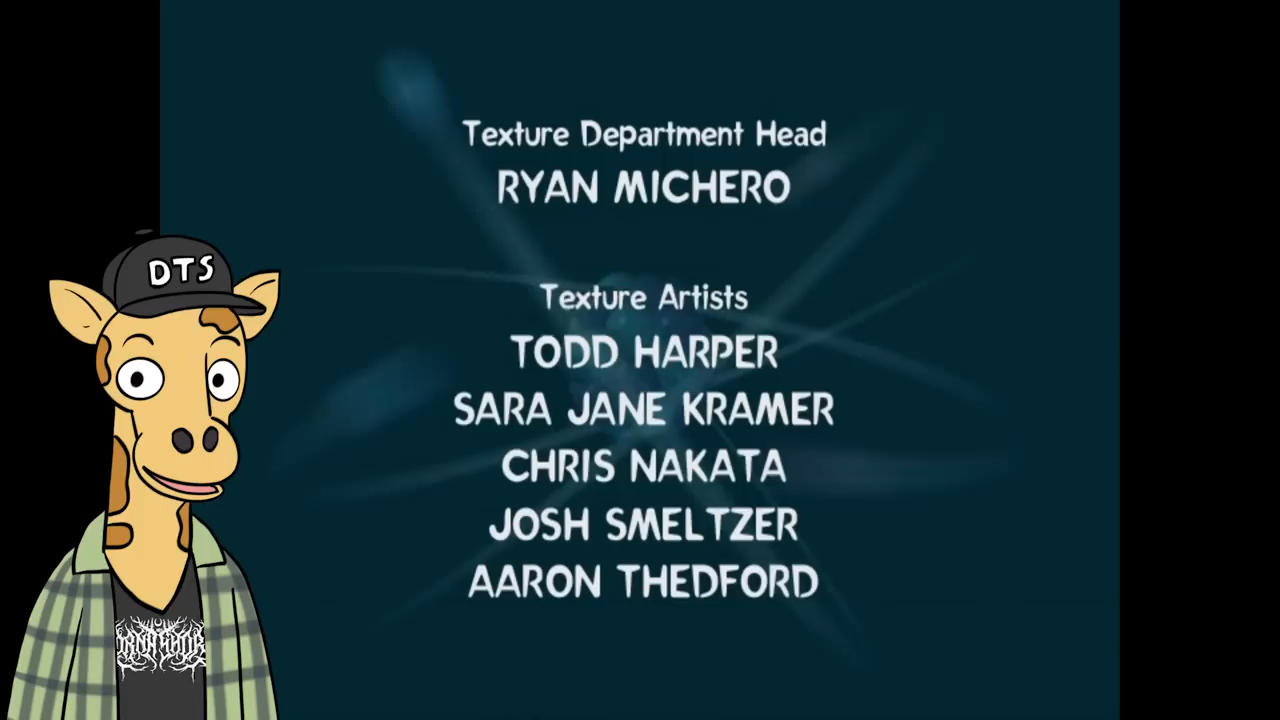 Texture Department Head
RYAN MICHERO
Texture Artists
TODD HARPER
SARA JANE KRAMER
CHRIS NAKATA
JOSH SMELTZER
AARON THEDFORD
DTS